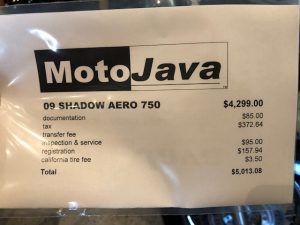 MotoJava
09 SHADOW AERO 750 $4,299.00
documentation $85.00
tax $372.64
transfer fee
inspection & service $95.00
registration $157.94
california tire fee $3.50
Total $5,013.08